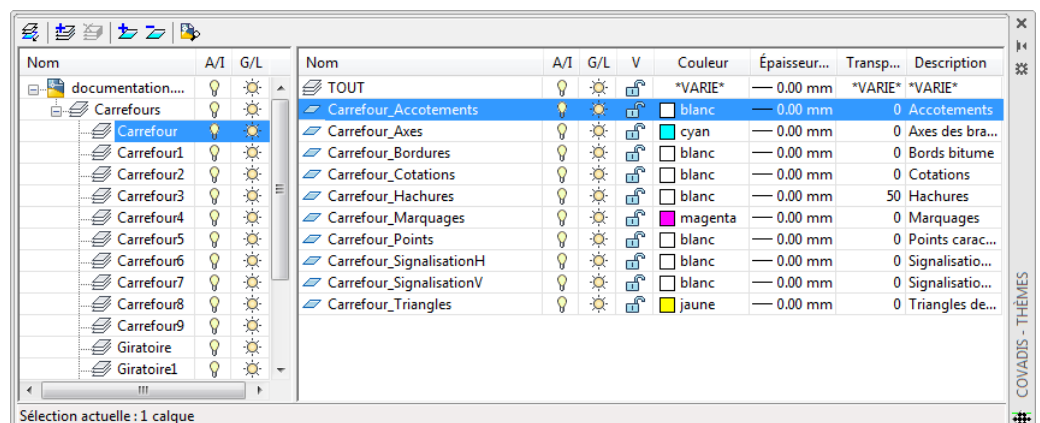 Nom A/I G/L
documentation....
Carrefours
Carrefour
Carrefour1
Carrefour2
Carrefour3
Carrefour4
Carrefour5
Carrefour6
Carrefour7
Carrefour8
Carrefour9
Giratoire
Giratoire1
Nom A/I G/L V Couleur Épaisseur... Transp... Description
TOUT *VARIE* 0.00 mm *VARIE* *VARIE*
Carrefour_Accotements blanc 0.00 mm 0 Accotements
Carrefour_Axes cyan 0.00 mm 0 Axes des bra...
Carrefour_Bordures blanc 0.00 mm 0 Bords bitume
Carrefour_Cotations blanc 0.00 mm 0 Cotations
Carrefour_Hachures blanc 0.00 mm 50 Hachures
Carrefour_Marquages magenta 0.00 mm 0 Marquages
Carrefour_Points blanc 0.00 mm 0 Points carac...
Carrefour_SignalisationH blanc 0.00 mm 0 Signalisatio...
Carrefour_SignalisationV blanc 0.00 mm 0 Signalisatio...
Carrefour_Triangles jaune 0.00 mm 0 Triangles de...
COVADIS - THÈMES
Sélection actuelle : 1 calque